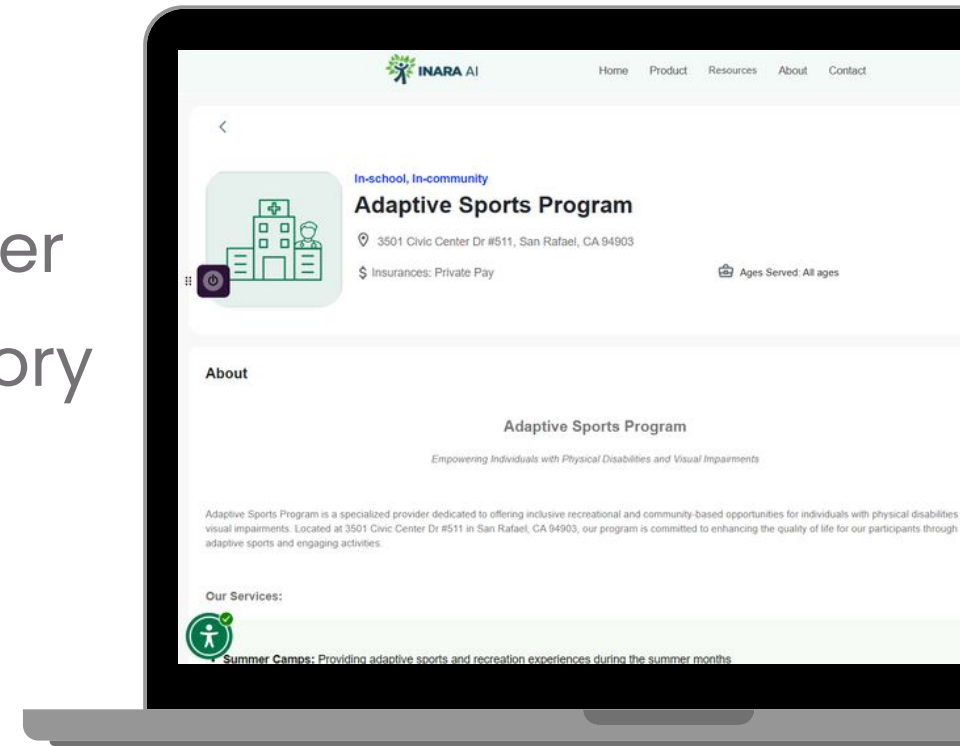 er
ory
INARA AI
Home Product Resources About Contact
In-school, In-community
Adaptive Sports Program
3501 Civic Center Dr #511, San Rafael, CA 94903
$ Insurances: Private Pay
Ages Served: All ages
About
Adaptive Sports Program
Empowering Individuals with Physical Disabilities and Visual Impairments
Adaptive Sports Program is a specialized provider dedicated to offering inclusive recreational and community-based opportunities for individuals with physical disabilities
visual impairments. Located at 3501 Civic Center Dr #511 in San Rafael, CA 94903, our program is committed to enhancing the quality of life for our participants through
adaptive sports and engaging activities.
Our Services:
• Summer Camps: Providing adaptive sports and recreation experiences during the summer months